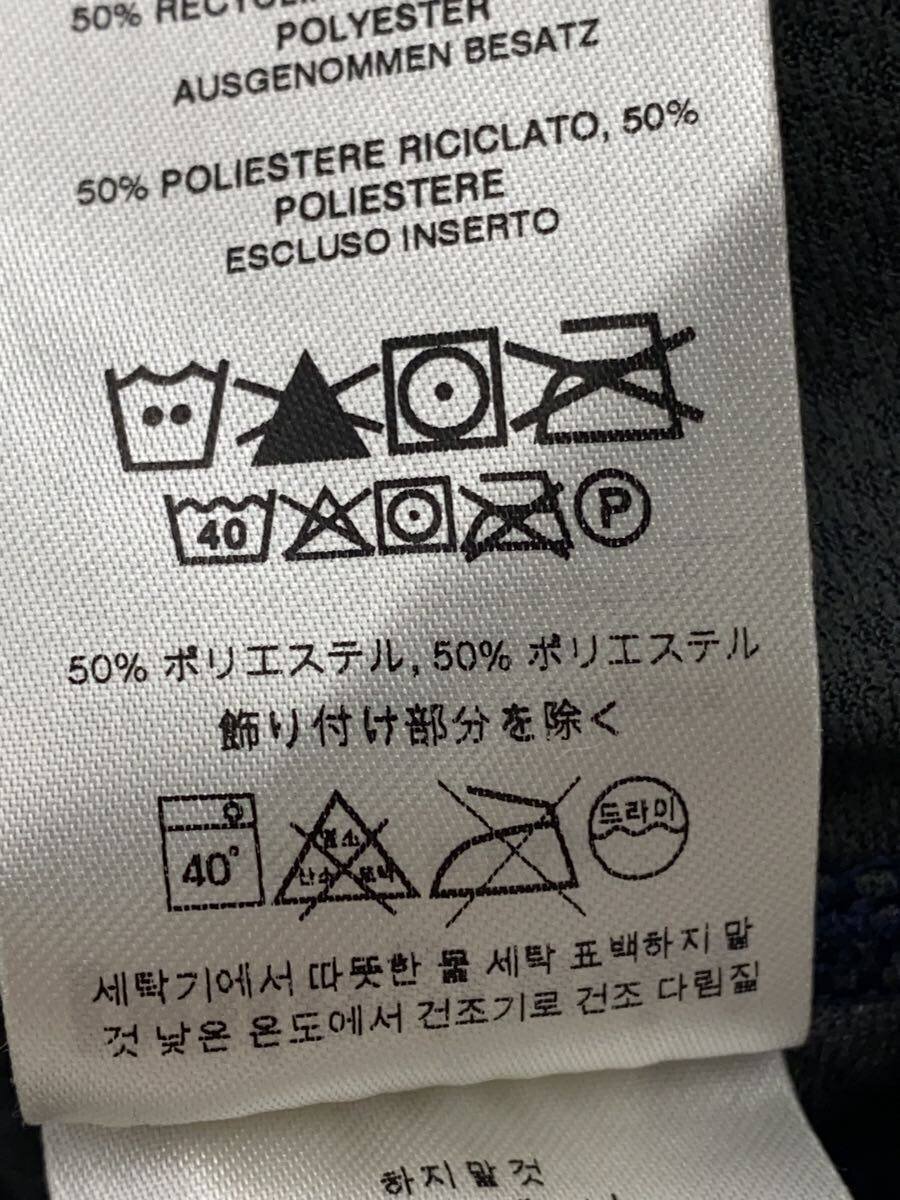 50% RECYCLI
POLYESTER
AUSGENOMMEN BESATZ
50% POLIESTERE RICICLATO, 50%
POLIESTERE
ESCLUSO INSERTO
40
P
50% ポリエステル, 50% ポリエステル
飾り付け部分を除く
40°
드라이
세탁기에서 따뜻한 물 세탁 표백하지 말
것 낮은 온도에서 건조기로 건조 다림질
하지 말 것